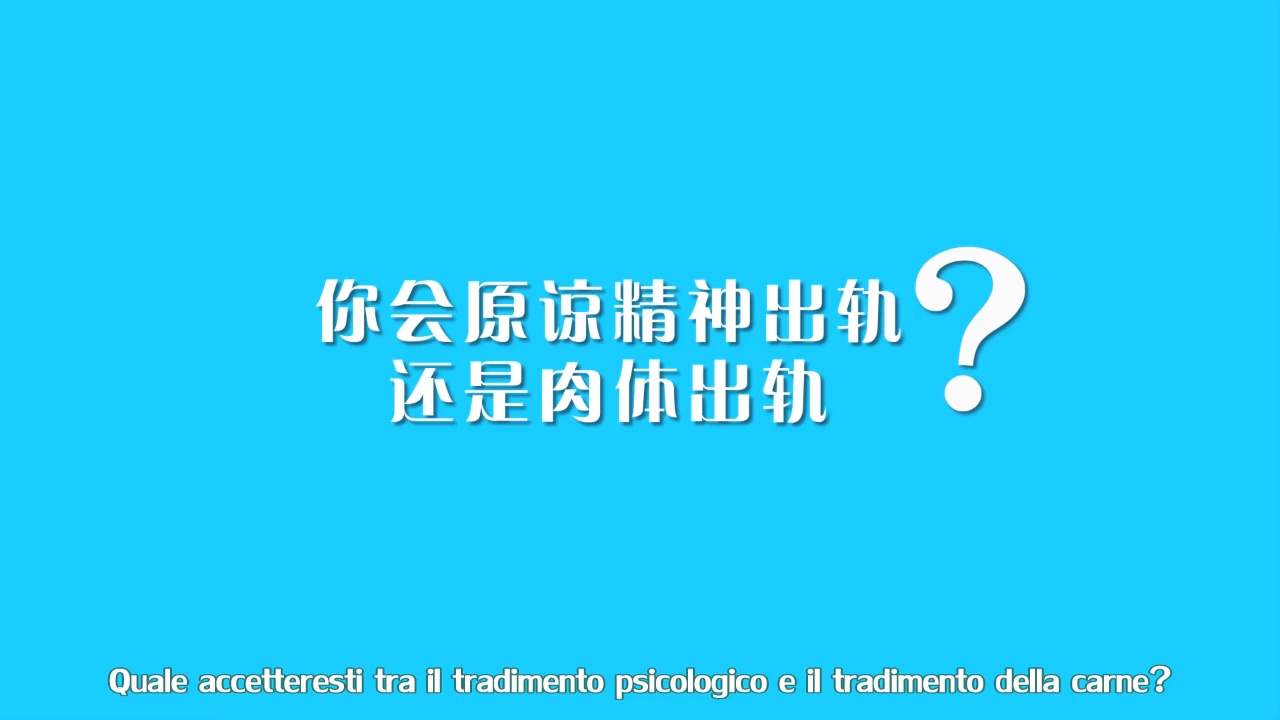 你会原谅精神出轨
还是肉体出轨?
Quale accetteresti tra il tradimento psicologico e il tradimento della carne?